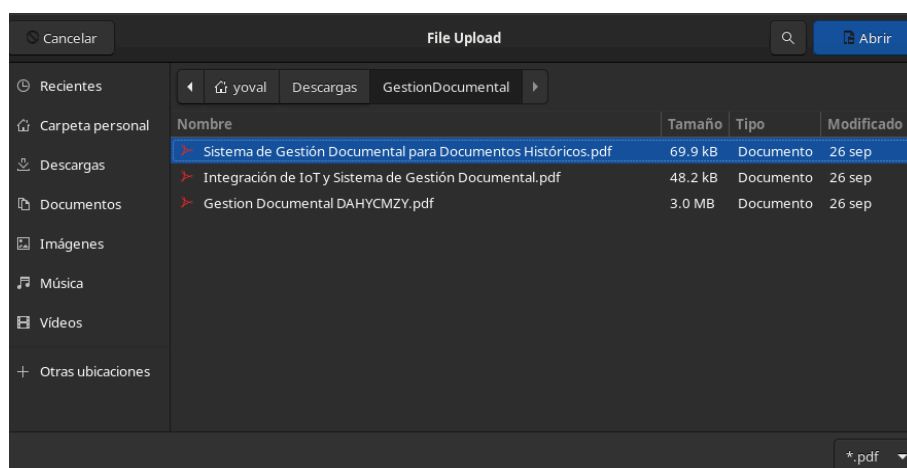 Cancelar File Upload Abrir
Recientes
yoval Descargas GestionDocumental
Carpeta personal
Nombre Tamaño Tipo Modificado
Sistema de Gestión Documental para Documentos Históricos.pdf 69.9 kB Documento 26 sep
Descargas
Integración de IoT y Sistema de Gestión Documental.pdf 48.2 kB Documento 26 sep
Documentos
Gestion Documental DAHYCMZY.pdf 3.0 MB Documento 26 sep
Imágenes
Música
Vídeos
Otras ubicaciones
*.pdf